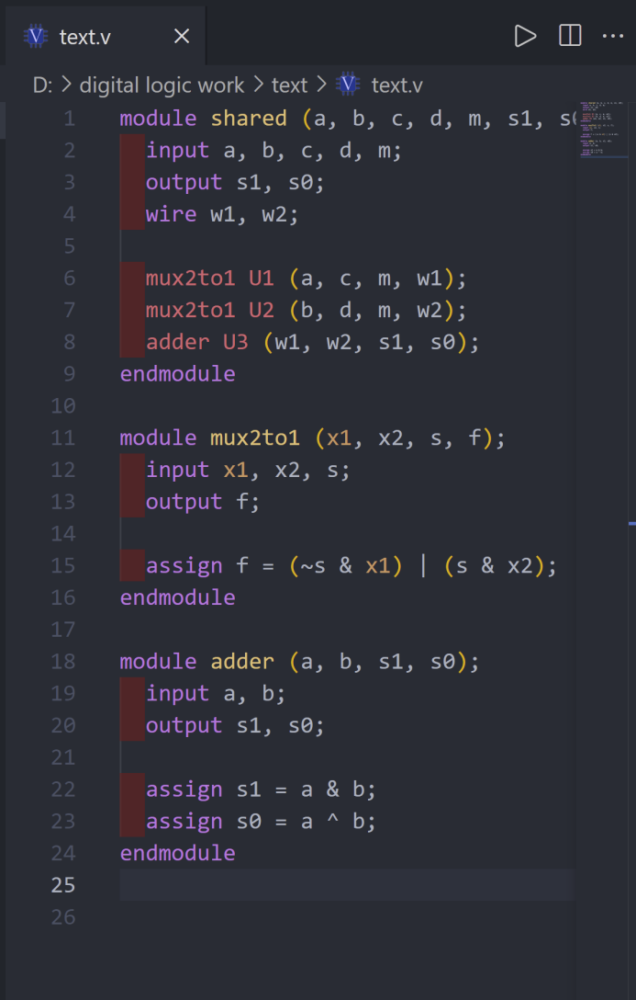 text.v
D: > digital logic work > text > text.v
1 module shared (a, b, c, d, m, s1,
2 input a, b, c, d, m;
3 output s1, s0;
4 wire w1, w2;
5
6 mux2to1 U1 (a, c, m, w1);
7 mux2to1 U2 (b, d, m, w2);
8 adder U3 (w1, w2, s1, s0);
9 endmodule
10
11 module mux2to1 (x1, x2, s, f);
12 input x1, x2, s;
13 output f;
14
15 assign f = (~s & x1) | (s & x2);
16 endmodule
17
18 module adder (a, b, s1, s0);
19 input a, b;
20 output s1, s0;
21
22 assign s1 = a & b;
23 assign s0 = a ^ b;
24 endmodule
25
26